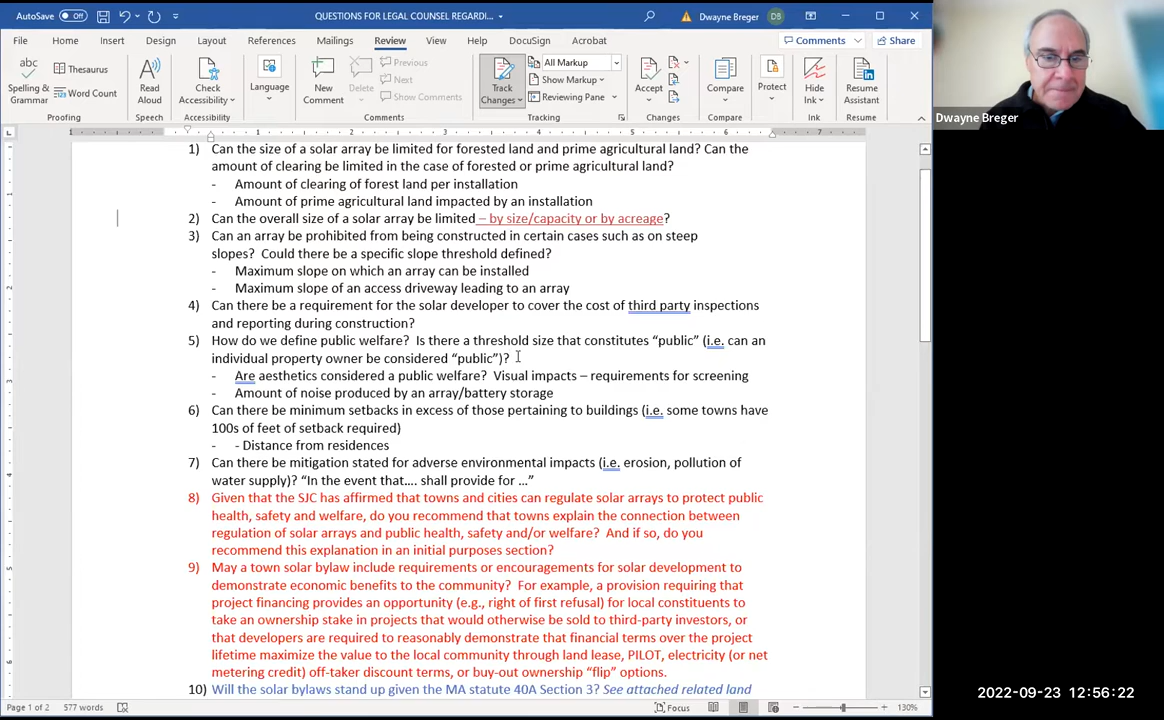 AutoSave Off
QUESTIONS FOR LEGAL COUNSEL REGARDI...
Dwayne Breger
DB
File
Home
Insert
Design
Layout
References
Mailings
Review
View
Help
DocuSign
Acrobat
Comments
Share
abc
Spelling & Grammar
Thesaurus
Word Count
Proofing
Read Aloud
Speech
Check Accessibility
Accessibility
Language
New Comment
Delete
Previous
Next
Show Comments
Comments
Track Changes
All Markup
Show Markup
Reviewing Pane
Tracking
Accept
Changes
Compare
Compare
Protect
Hide Ink
Ink
Resume Assistant
Resume
1 1 2 3 4 5 6 7
1) Can the size of a solar array be limited for forested land and prime agricultural land? Can the
amount of clearing be limited in the case of forested or prime agricultural land?
- Amount of clearing of forest land per installation
- Amount of prime agricultural land impacted by an installation
2) Can the overall size of a solar array be limited – by size/capacity or by acreage?
3) Can an array be prohibited from being constructed in certain cases such as on steep
slopes? Could there be a specific slope threshold defined?
- Maximum slope on which an array can be installed
- Maximum slope of an access driveway leading to an array
4) Can there be a requirement for the solar developer to cover the cost of third party inspections
and reporting during construction?
5) How do we define public welfare? Is there a threshold size that constitutes “public” (i.e. can an
individual property owner be considered “public”)?
- Are aesthetics considered a public welfare? Visual impacts – requirements for screening
- Amount of noise produced by an array/battery storage
6) Can there be minimum setbacks in excess of those pertaining to buildings (i.e. some towns have
100s of feet of setback required)
- - Distance from residences
7) Can there be mitigation stated for adverse environmental impacts (i.e. erosion, pollution of
water supply)? “In the event that.... shall provide for ...”
8) Given that the SJC has affirmed that towns and cities can regulate solar arrays to protect public
health, safety and welfare, do you recommend that towns explain the connection between
regulation of solar arrays and public health, safety and/or welfare? And if so, do you
recommend this explanation in an initial purposes section?
9) May a town solar bylaw include requirements or encouragements for solar development to
demonstrate economic benefits to the community? For example, a provision requiring that
project financing provides an opportunity (e.g., right of first refusal) for local constituents to
take an ownership stake in projects that would otherwise be sold to third-party investors, or
that developers are required to reasonably demonstrate that financial terms over the project
lifetime maximize the value to the local community through land lease, PILOT, electricity (or net
metering credit) off-taker discount terms, or buy-out ownership “flip” options.
10) Will the solar bylaws stand up given the MA statute 40A Section 3? See attached related land
Page 1 of 2
577 words
Focus
130%
Dwayne Breger
2022-09-23 12:56:22